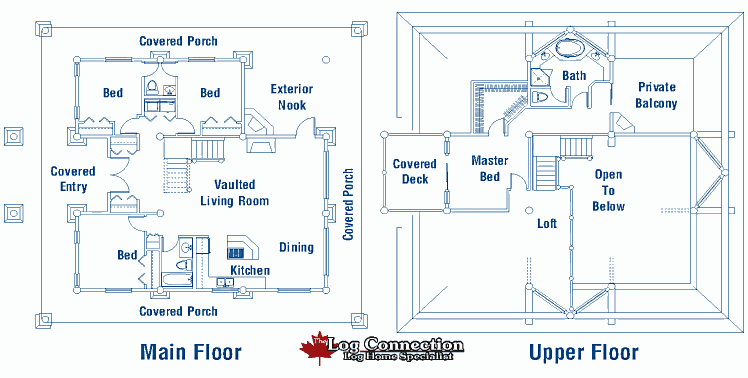 Covered Porch
Bed
Bed
Exterior
Nook
Covered
Entry
Vaulted
Living Room
Covered Porch
Bed
Dining
Kitchen
Covered Porch
Main Floor
Bath
Private
Balcony
Covered
Deck
Master
Bed
Open
To
Below
Loft
Upper Floor
The Log Connection
Log Home Specialist